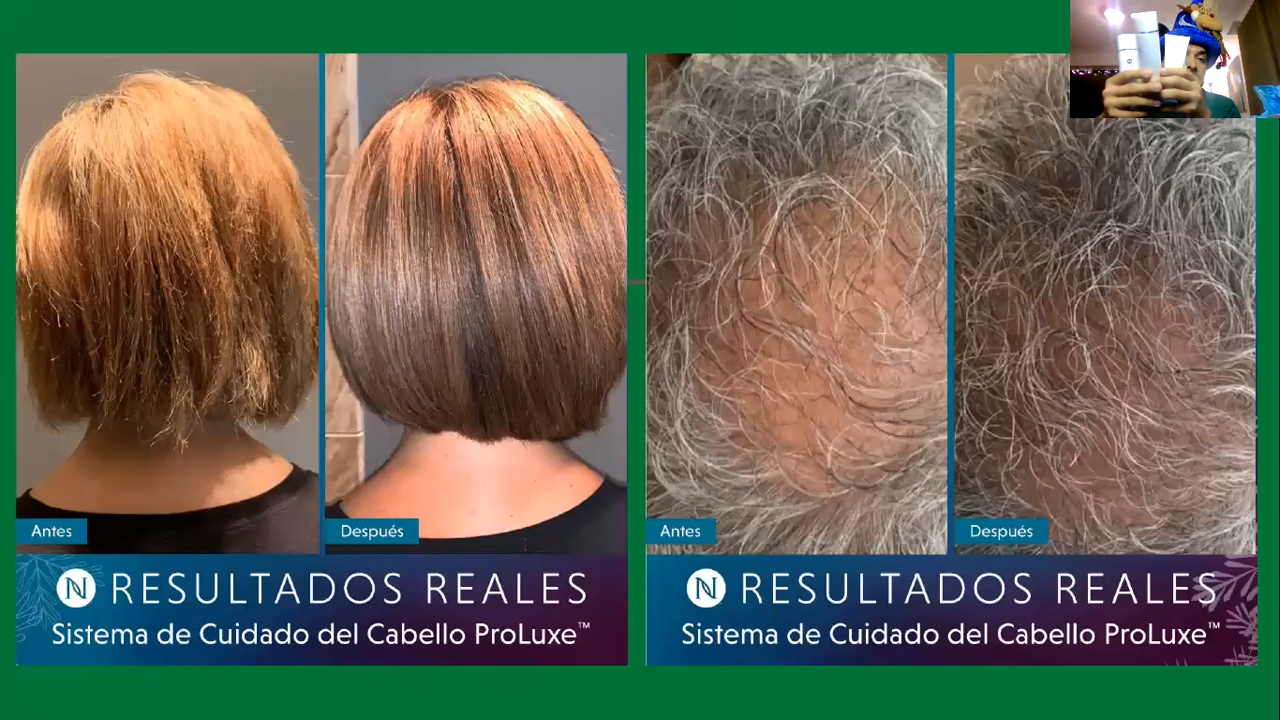 Antes
Después
N RESULTADOS REALES
Sistema de Cuidado del Cabello ProLuxe™
Antes
Después
N RESULTADOS REALES
Sistema de Cuidado del Cabello ProLuxe™